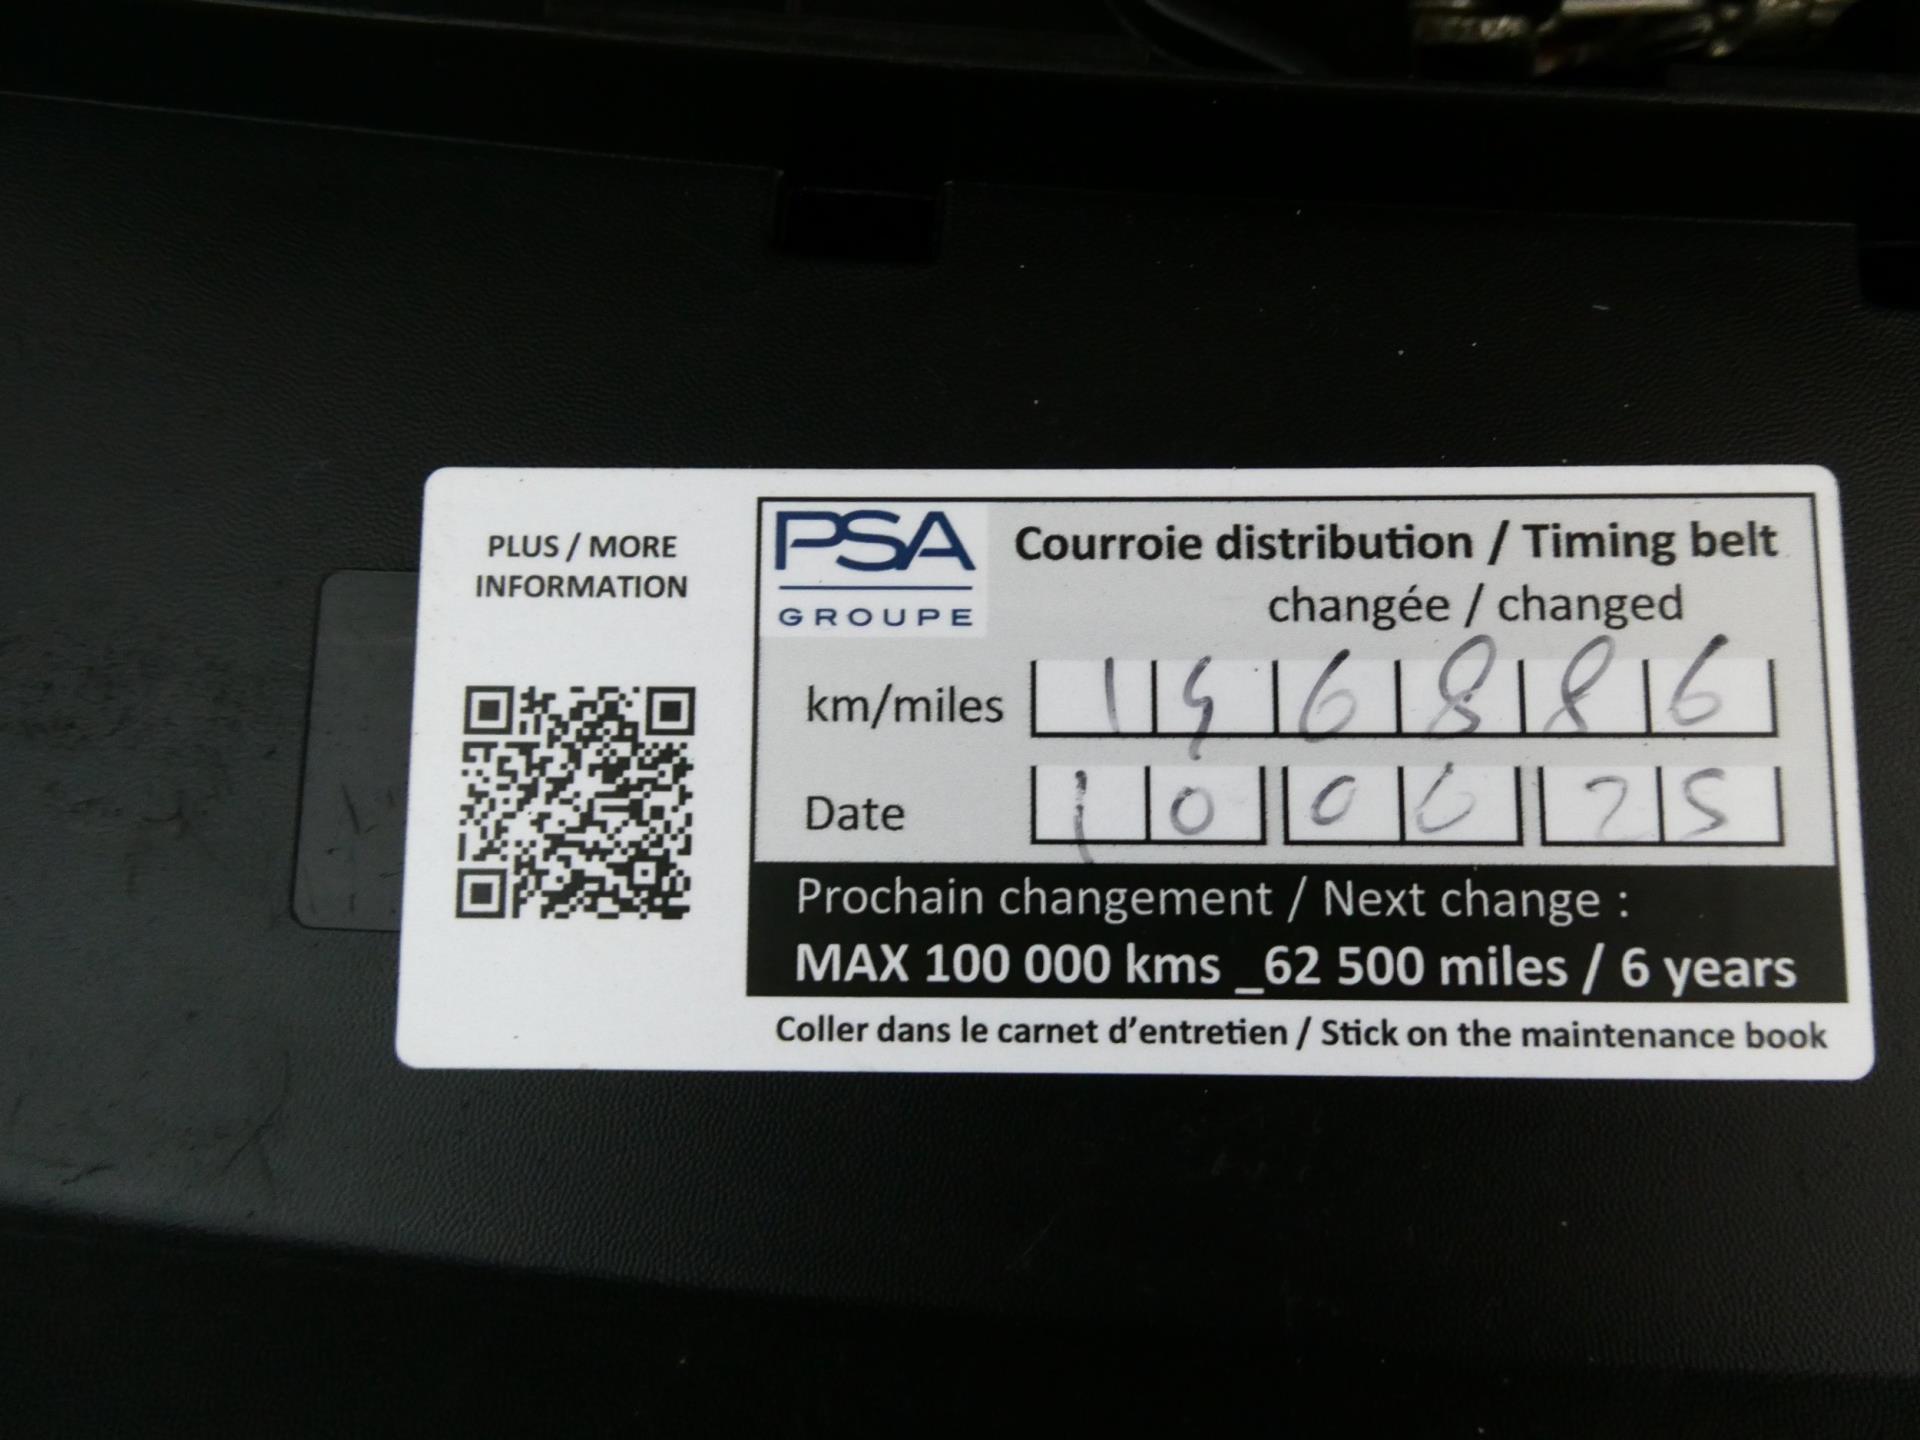 PLUS / MORE
INFORMATION
PSA
GROUPE
Courroie distribution / Timing belt
changée / changed
km/miles
Date 10 06 25
Prochain changement / Next change :
MAX 100 000 kms _62 500 miles / 6 years
Coller dans le carnet d'entretien / Stick on the maintenance book